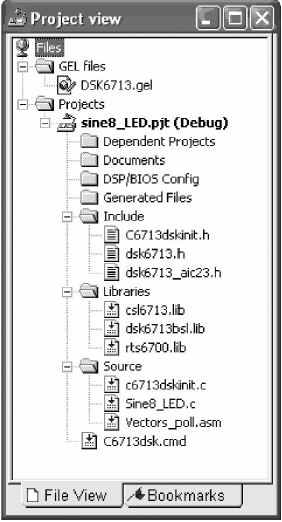 Project view
Files
GEL files
DSK6713.gel
Projects
sine8_LED.pjt (Debug)
Dependent Projects
Documents
DSP/BIOS Config
Generated Files
Include
C6713dskinit.h
dsk6713.h
dsk6713_aic23.h
Libraries
csl6713.lib
dsk6713bsl.lib
rts6700.lib
Source
c6713dskinit.c
Sine8_LED.c
Vectors_poll.asm
C6713dsk.cmd
File View Bookmarks